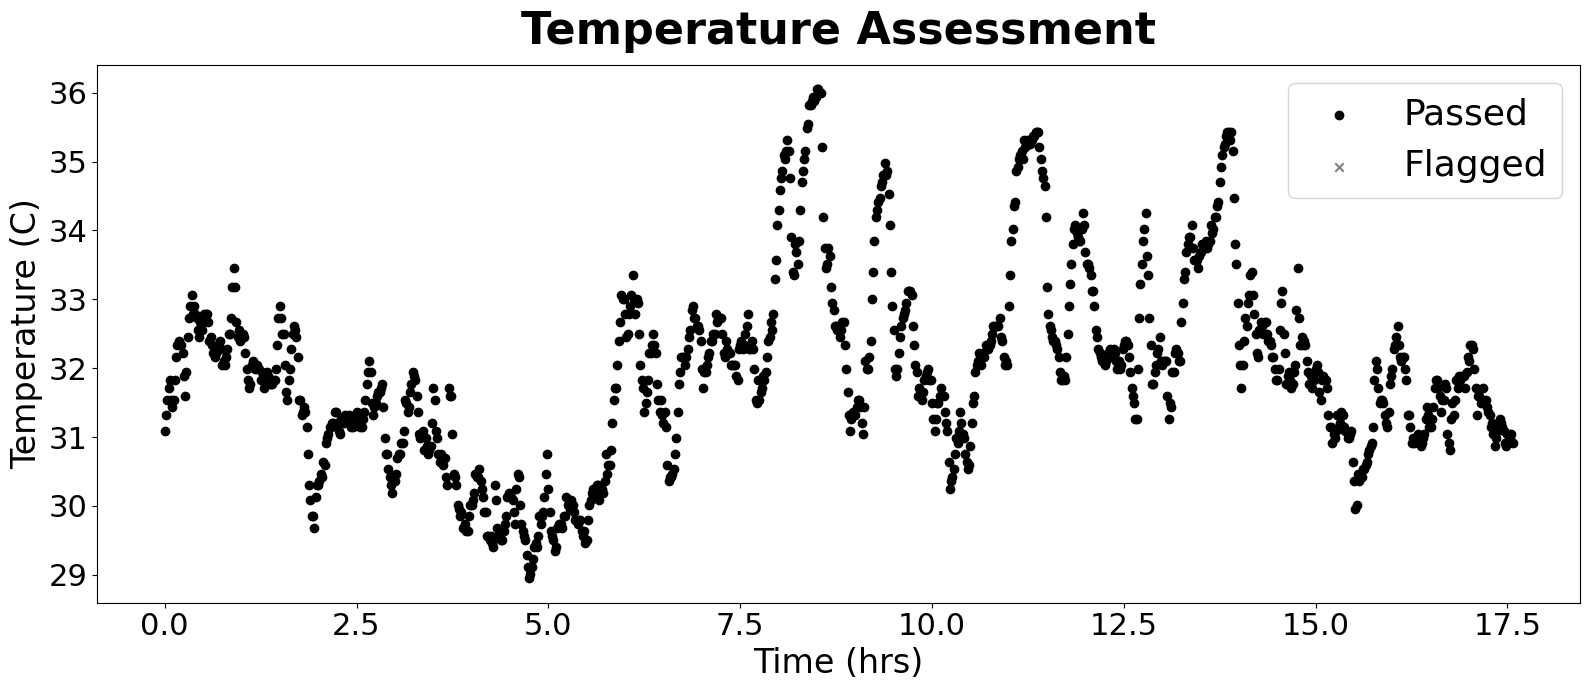 Temperature Assessment
Passed
Flagged
Temperature (C)
36
35
34
33
32
31
30
29
0.0 2.5 5.0 7.5 10.0 12.5 15.0 17.5
Time (hrs)